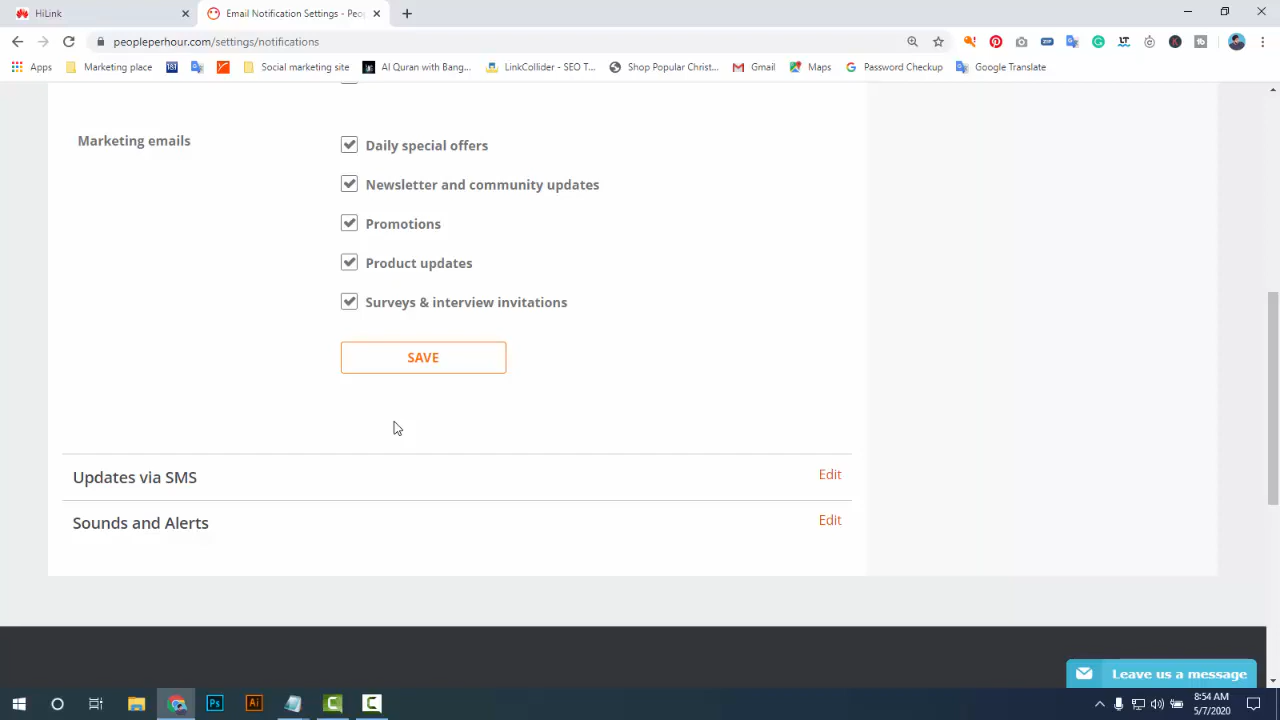 HiLink
Email Notification Settings - Peo
peopleperhour.com/settings/notifications
Apps
Marketing place
Social marketing site
Al Quran with Bang...
LinkCollider - SEO T...
Shop Popular Christ...
Gmail
Maps
Password Checkup
Google Translate
Marketing emails
Daily special offers
Newsletter and community updates
Promotions
Product updates
Surveys & interview invitations
SAVE
Updates via SMS
Edit
Sounds and Alerts
Edit
Leave us a message
Ps
Ai
8:54 AM
5/7/2020